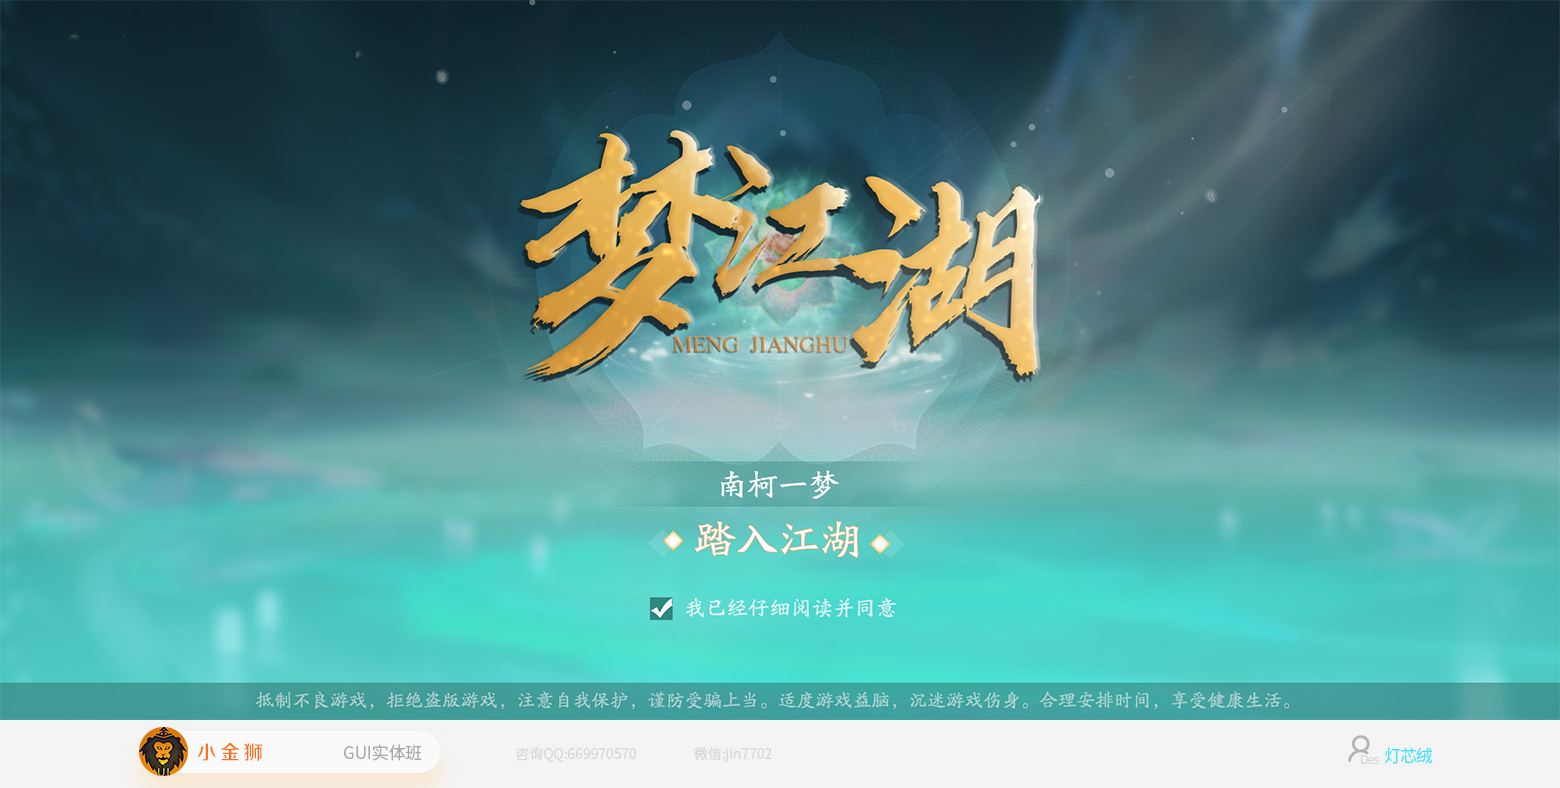 梦江湖
MENG JIANGHU
南柯一梦
踏入江湖
我已经仔细阅读并同意
抵制不良游戏，拒绝盗版游戏，注意自我保护，谨防受骗上当。适度游戏益脑，沉迷游戏伤身。合理安排时间，享受健康生活。
小金狮 GUI实体班 咨询QQ:669970570 微信:jin7702 Des 灯芯绒
UI